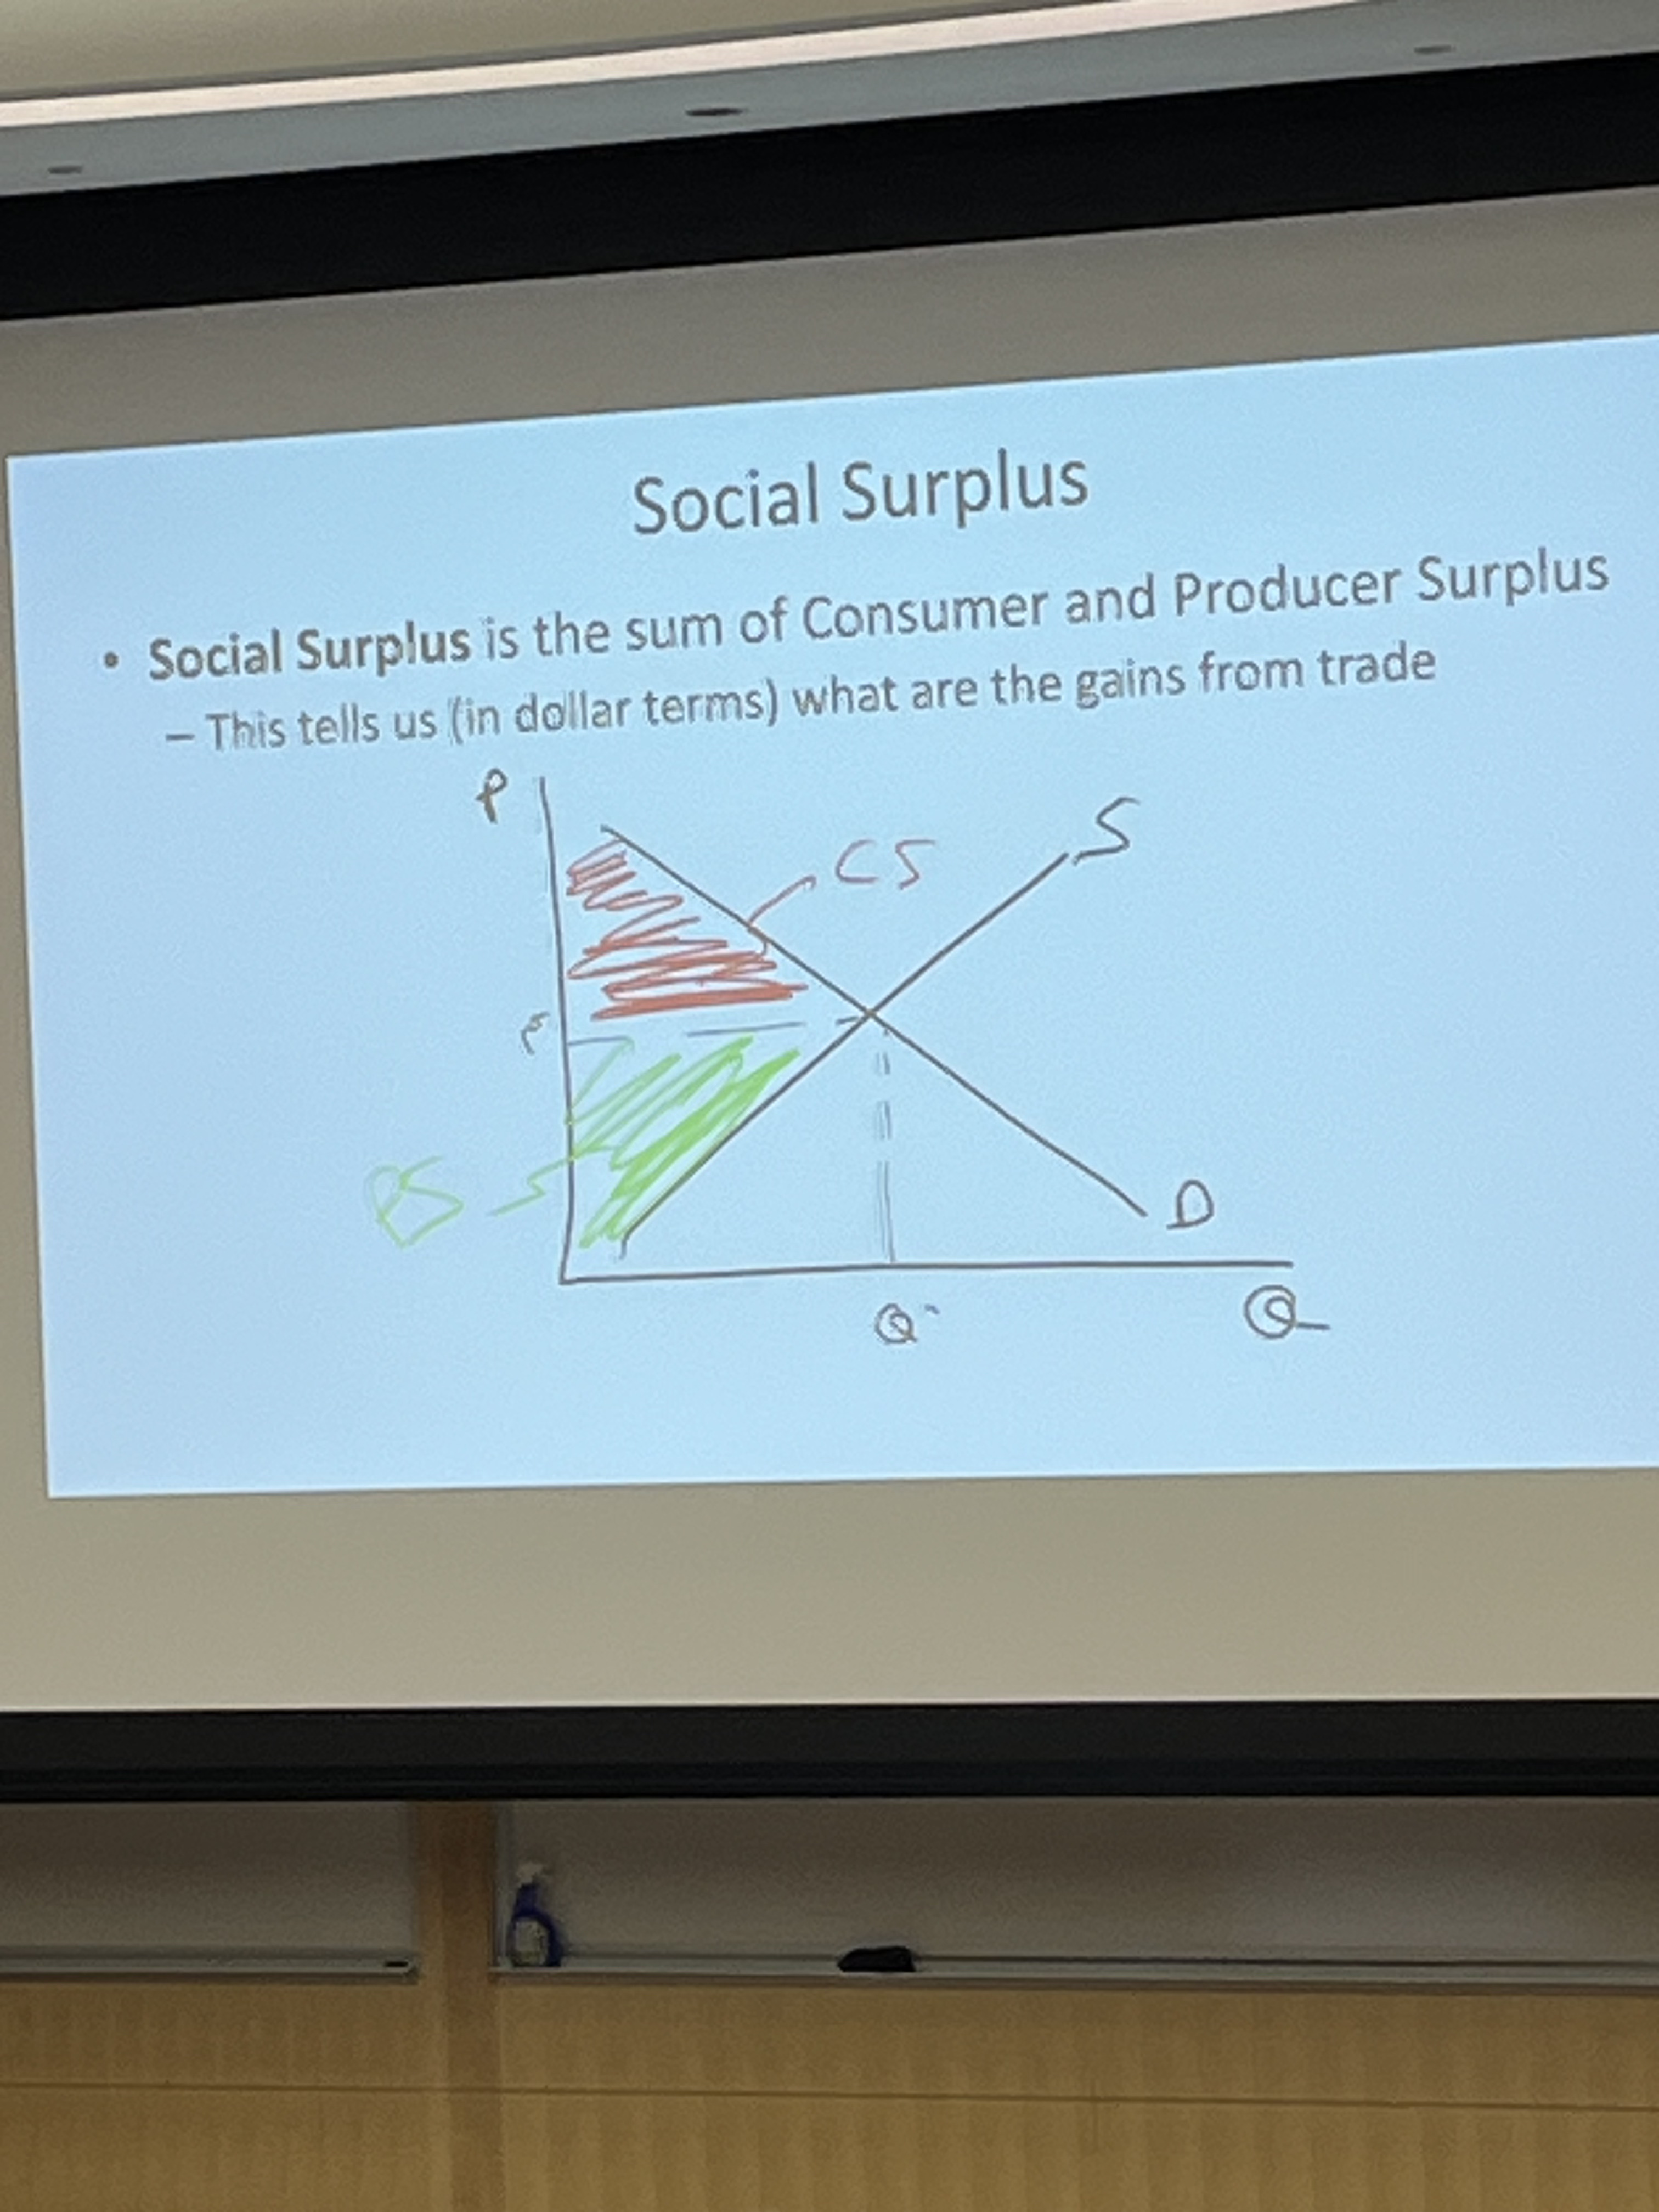 Social Surplus
• Social Surplus is the sum of Consumer and Producer Surplus
– This tells us (in dollar terms) what are the gains from trade
P
S
CS
PS
D
Q
Q